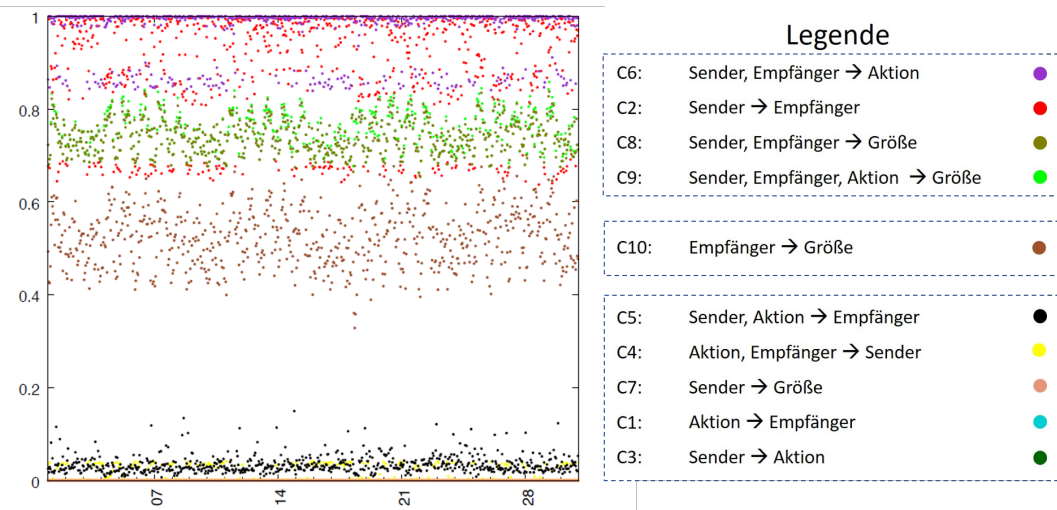 1
0.8
0.6
0.4
0.2
0
07
14
21
28
Legende
C6: Sender, Empfänger → Aktion
C2: Sender → Empfänger
C8: Sender, Empfänger → Größe
C9: Sender, Empfänger, Aktion → Größe
C10: Empfänger → Größe
C5: Sender, Aktion → Empfänger
C4: Aktion, Empfänger → Sender
C7: Sender → Größe
C1: Aktion → Empfänger
C3: Sender → Aktion